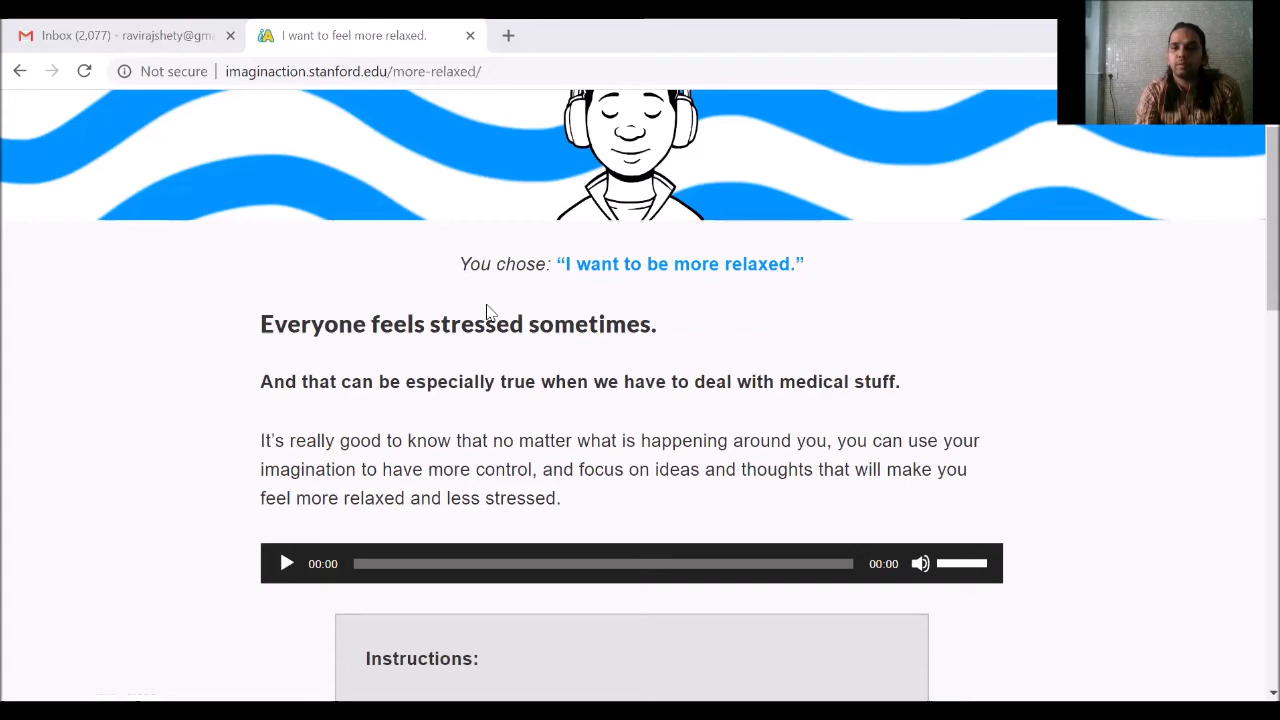 Inbox (2,077) - ravirajshety@gm
I want to feel more relaxed.
Not secure
imaginaction.stanford.edu/more-relaxed/
You chose: “I want to be more relaxed.”
Everyone feels stressed sometimes.
And that can be especially true when we have to deal with medical stuff.
It’s really good to know that no matter what is happening around you, you can use your
imagination to have more control, and focus on ideas and thoughts that will make you
feel more relaxed and less stressed.
00:00 00:00
Instructions: